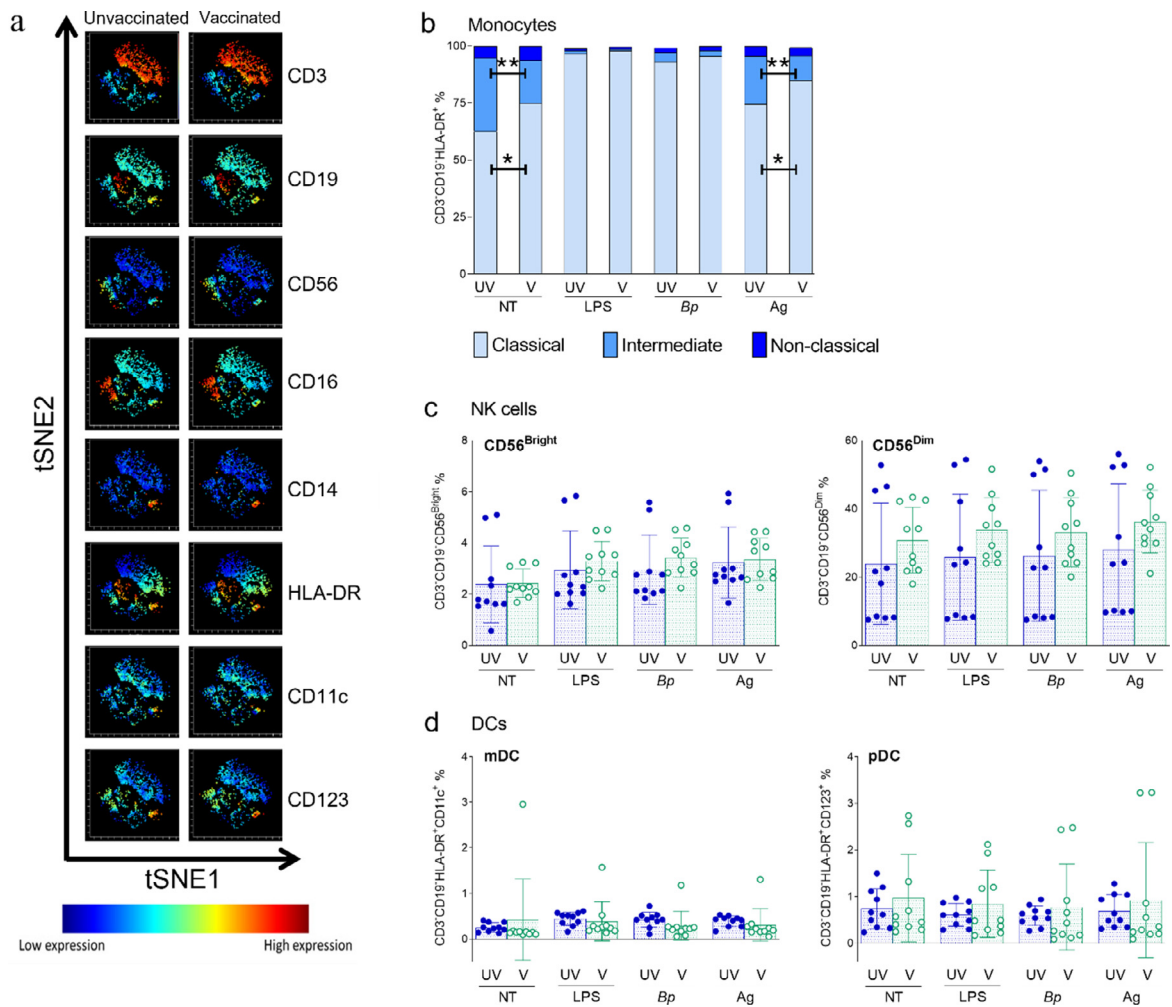 a
Unvaccinated Vaccinated
CD3
CD19
CD56
CD16
CD14
HLA-DR
CD11c
CD123
tSNE2
tSNE1
Low expression High expression
b Monocytes
CD3-CD19-HLA-DR+ %
100
75
50
25
0
** **
* *
UV V UV V UV V UV V
NT LPS Bp Ag
Classical Intermediate Non-classical
c NK cells
CD56Bright
CD3-CD19-CD56Bright %
8
6
4
2
0
UV V UV V UV V UV V
NT LPS Bp Ag
CD56Dim
CD3-CD19-CD56Dim %
60
40
20
0
UV V UV V UV V UV V
NT LPS Bp Ag
d DCs
mDC
CD3-CD19-HLA-DR+CD11c+ %
4
3
2
1
0
UV V UV V UV V UV V
NT LPS Bp Ag
pDC
CD3-CD19-HLA-DR+CD123+ %
4
3
2
1
0
UV V UV V UV V UV V
NT LPS Bp Ag